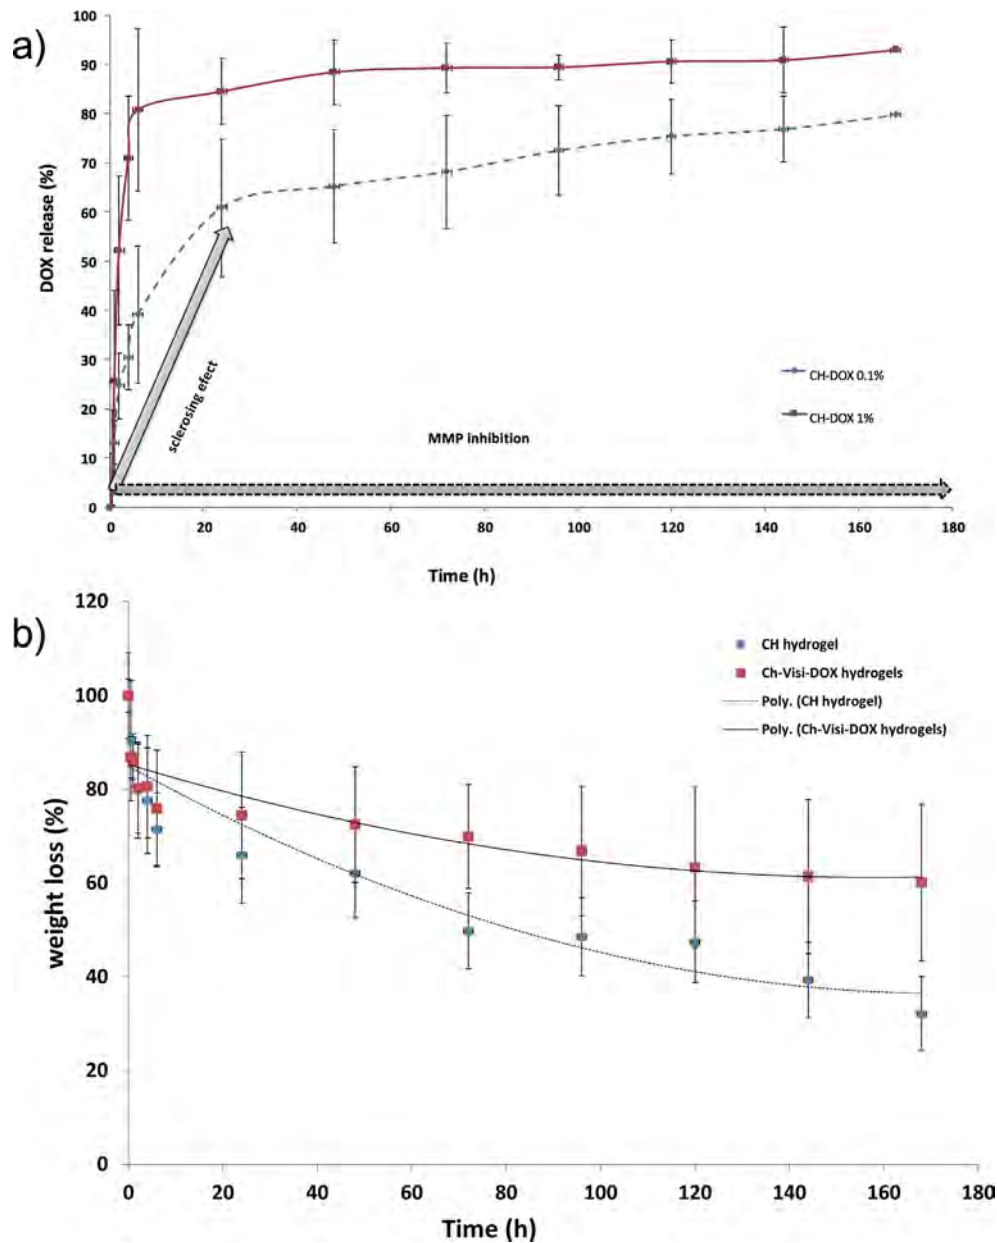 a)
100
90
80
70
60
50
40
30
20
10
0
DOX release (%)
sclerosing efect
CH-DOX 0.1%
CH-DOX 1%
MMP inhibition
0 20 40 60 80 100 120 140 160 180
Time (h)
b)
120
100
80
60
40
20
0
weight loss (%)
CH hydrogel
Ch-Visi-DOX hydrogels
Poly. (CH hydrogel)
Poly. (Ch-Visi-DOX hydrogels)
0 20 40 60 80 100 120 140 160 180
Time (h)